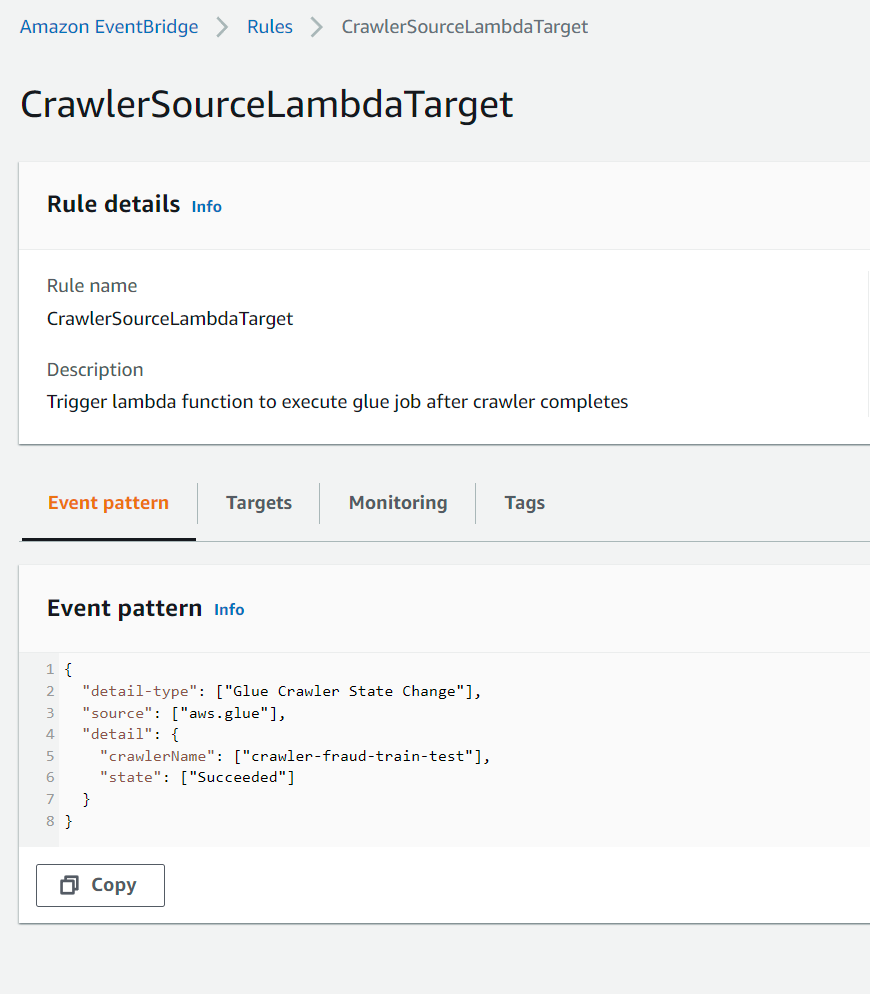 Amazon EventBridge > Rules > CrawlerSourceLambdaTarget
CrawlerSourceLambdaTarget
Rule details Info
Rule name
CrawlerSourceLambdaTarget
Description
Trigger lambda function to execute glue job after crawler completes
Event pattern Targets Monitoring Tags
Event pattern Info
1 {
2   "detail-type": ["Glue Crawler State Change"],
3   "source": ["aws.glue"],
4   "detail": {
5     "crawlerName": ["crawler-fraud-train-test"],
6     "state": ["Succeeded"]
7   }
8 }
Copy